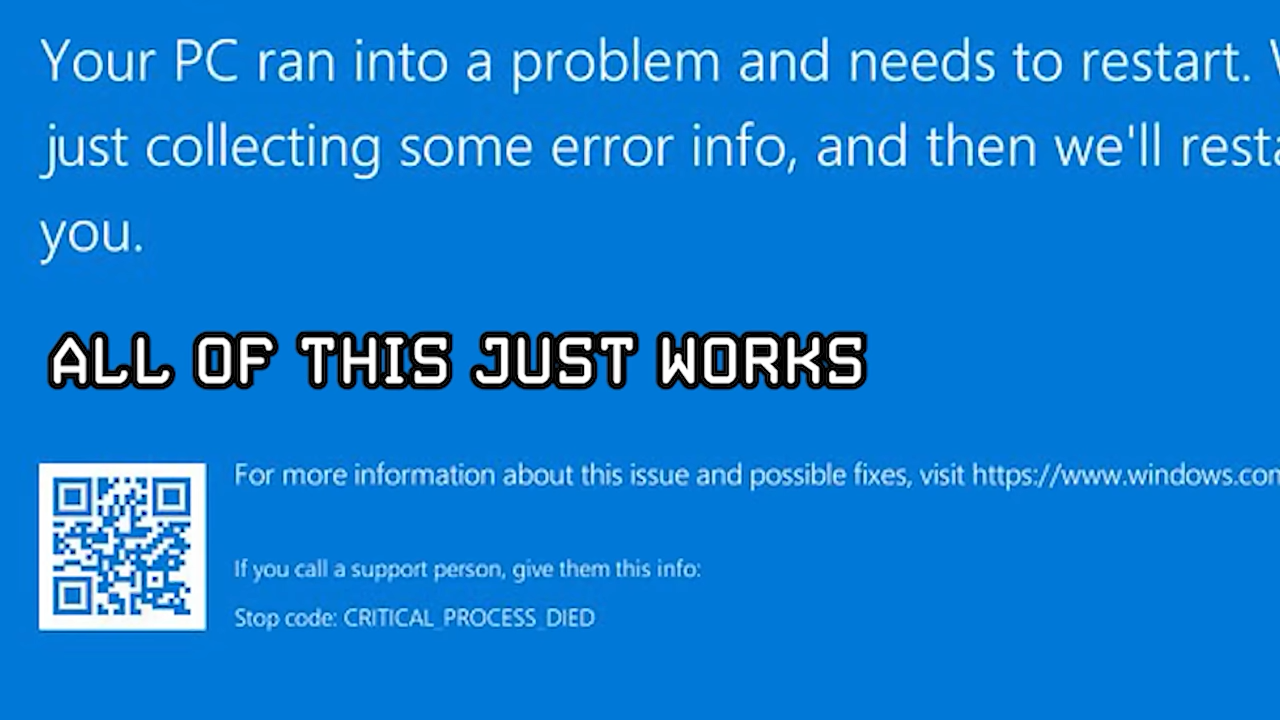 Your PC ran into a problem and needs to restart.
just collecting some error info, and then we'll resta
you.
ALL OF THIS JUST WORKS
For more information about this issue and possible fixes, visit https://www.windows.com
If you call a support person, give them this info:
Stop code: CRITICAL_PROCESS_DIED